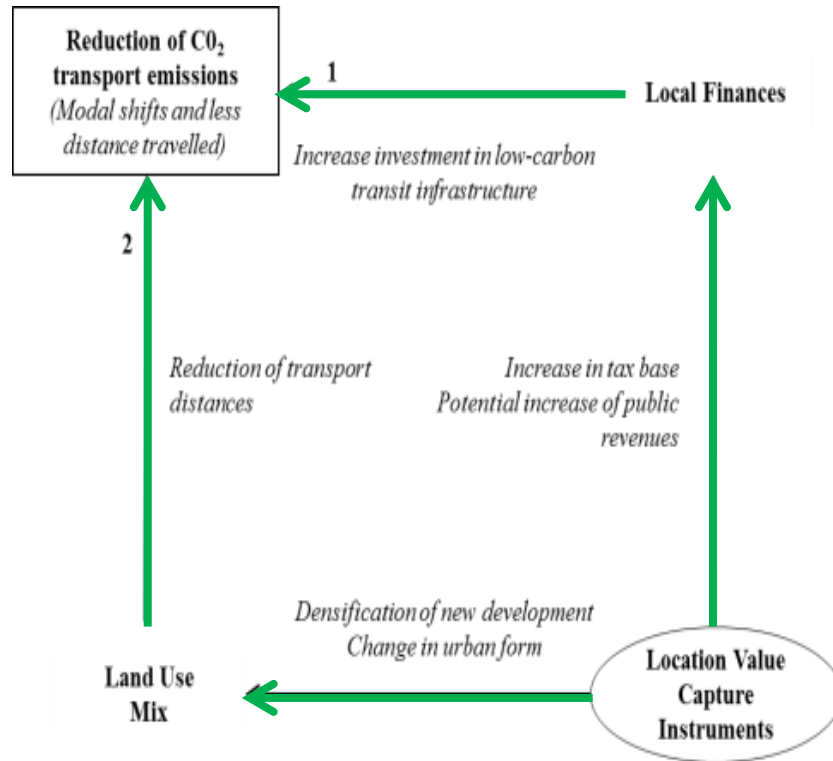 Reduction of C0₂
transport emissions
(Modal shifts and less
distance travelled)
1
Local Finances
Increase investment in low-carbon
transit infrastructure
2
Reduction of transport
distances
Increase in tax base
Potential increase of public
revenues
Densification of new development
Change in urban form
Land Use
Mix
Location Value
Capture
Instruments